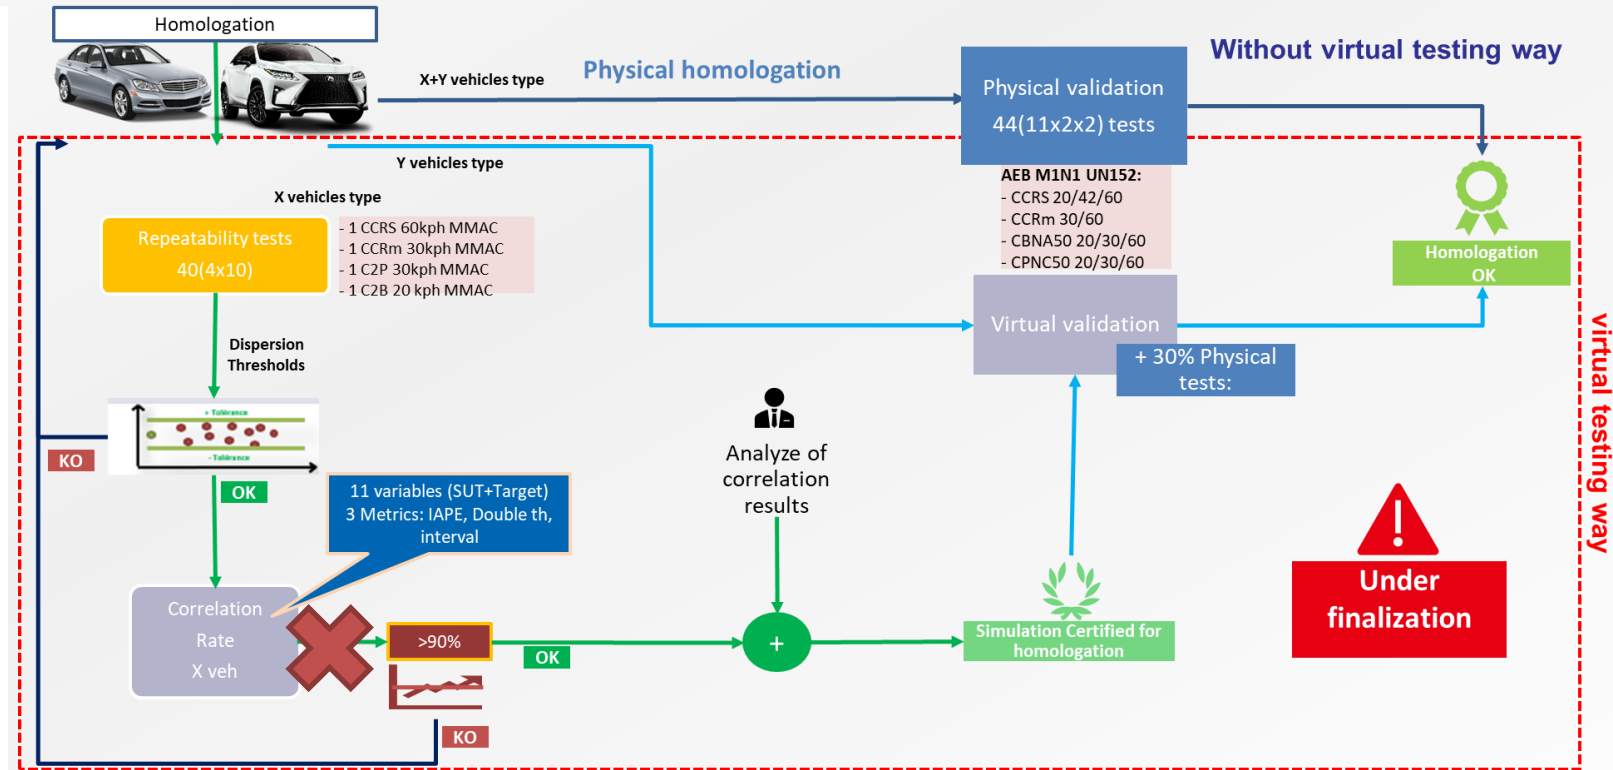 Homologation
X+Y vehicles type
Physical homologation
Physical validation
44(11x2x2) tests
Without virtual testing way
Y vehicles type
X vehicles type
AEB M1N1 UN152:
- CCRS 20/42/60
- CCRm 30/60
- CBNA50 20/30/60
- CPNC50 20/30/60
Repeatability tests
40(4x10)
- 1 CCRS 60kph MMAC
- 1 CCRm 30kph MMAC
- 1 C2P 30kph MMAC
- 1 C2B 20 kph MMAC
Homologation
OK
Virtual validation
+ 30% Physical
tests:
Dispersion
Thresholds
+ Tolérance
- Tolérance
KO
OK
11 variables (SUT+Target)
3 Metrics: IAPE, Double th,
interval
Analyze of
correlation
results
virtual testing way
Correlation
Rate
X veh
>90%
OK
+
Simulation Certified for
homologation
Under
finalization
KO